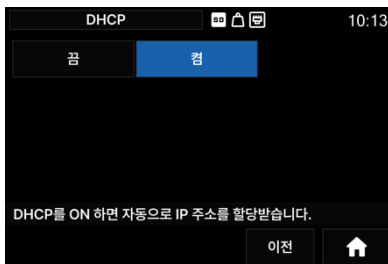 DHCP
SD
10:13
끔
켬
DHCP를 ON 하면 자동으로 IP 주소를 할당받습니다.
이전